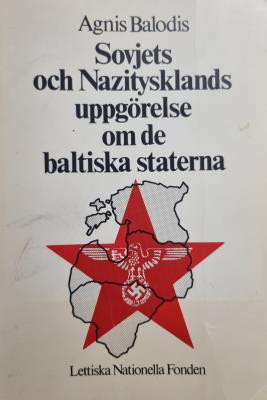 Agnis Balodis
Sovjets
och Nazitysklands
uppgörelse
om de
baltiska staterna
Lettiska Nationella Fonden